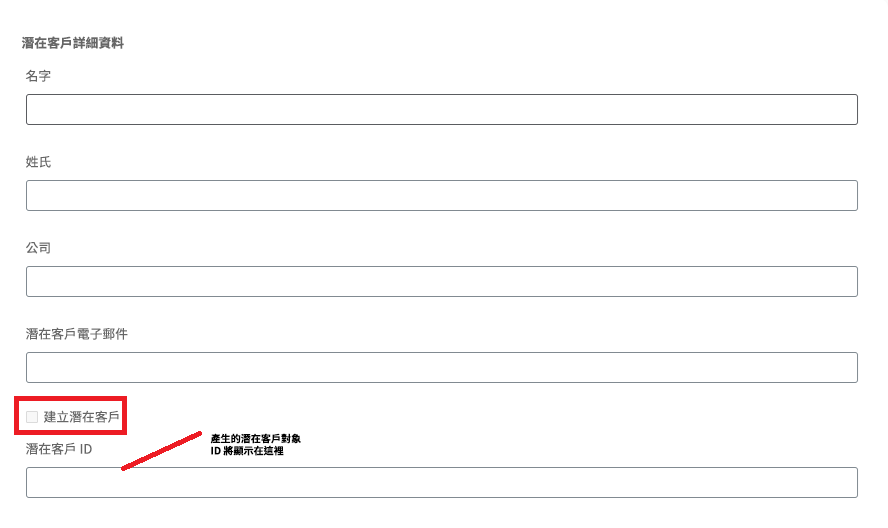 潛在客戶詳細資料
名字
姓氏
公司
潛在客戶電子郵件
建立潛在客戶
潛在客戶 ID
產生的潛在客戶對象
ID 將顯示在這裡